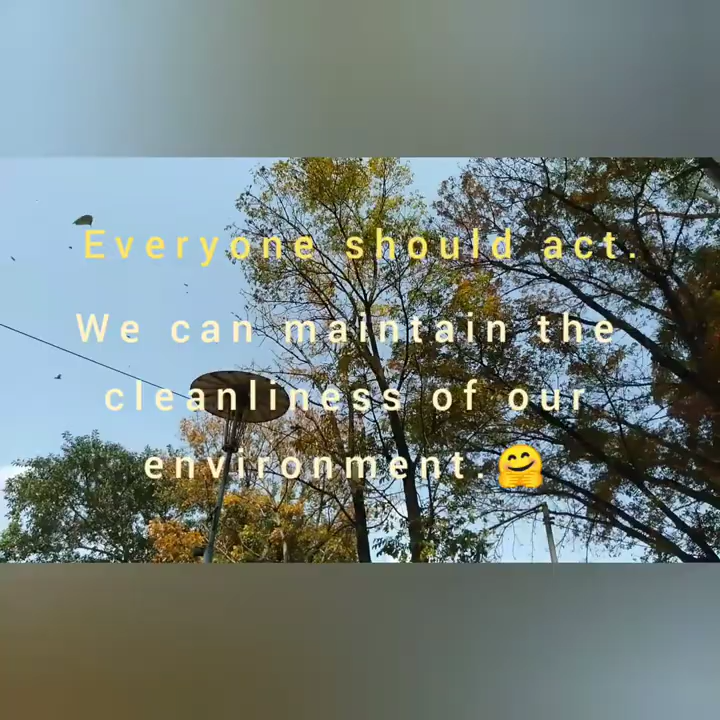 Everyone should act.
We can maintain the
cleanliness of our
environment.🤗